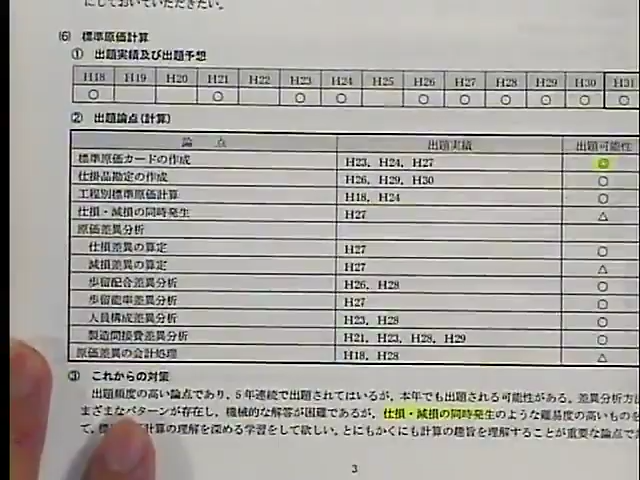 にしておいていただきたい。
(6) 標準原価計算
① 出題実績及び出題予想
H18 H19 H20 H21 H22 H23 H24 H25 H26 H27 H28 H29 H30 H31
○ ○ ○ ○ ○ ○ ○ ○ ○ ○
② 出題論点(計算)
論 点 出題実績 出題可能性
標準原価カードの作成 H23、H24、H27 ◎
仕掛品勘定の作成 H26、H29、H30 ○
工程別標準原価計算 H18、H24 ○
仕損・減損の同時発生 H27 △
原価差異分析
仕損差異の算定 H27 ○
減損差異の算定 H27 △
歩留配合差異分析 H26、H28 ○
歩留能率差異分析 H27 ○
人員構成差異分析 H23、H28 ○
製造間接費差異分析 H21、H23、H28、H29 ○
原価差異の会計処理 H18、H28 △
③ これからの対策
出題頻度の高い論点であり、5年連続で出題されてはいるが、本年でも出題される可能性がある。差異分析方
まざまなパターンが存在し、機械的な解答が困難であるが、仕損・減損の同時発生のような難易度の高いものを
て、標 計算の理解を深める学習をして欲しい。とにもかくにも計算の趣旨を理解することが重要な論点で
3